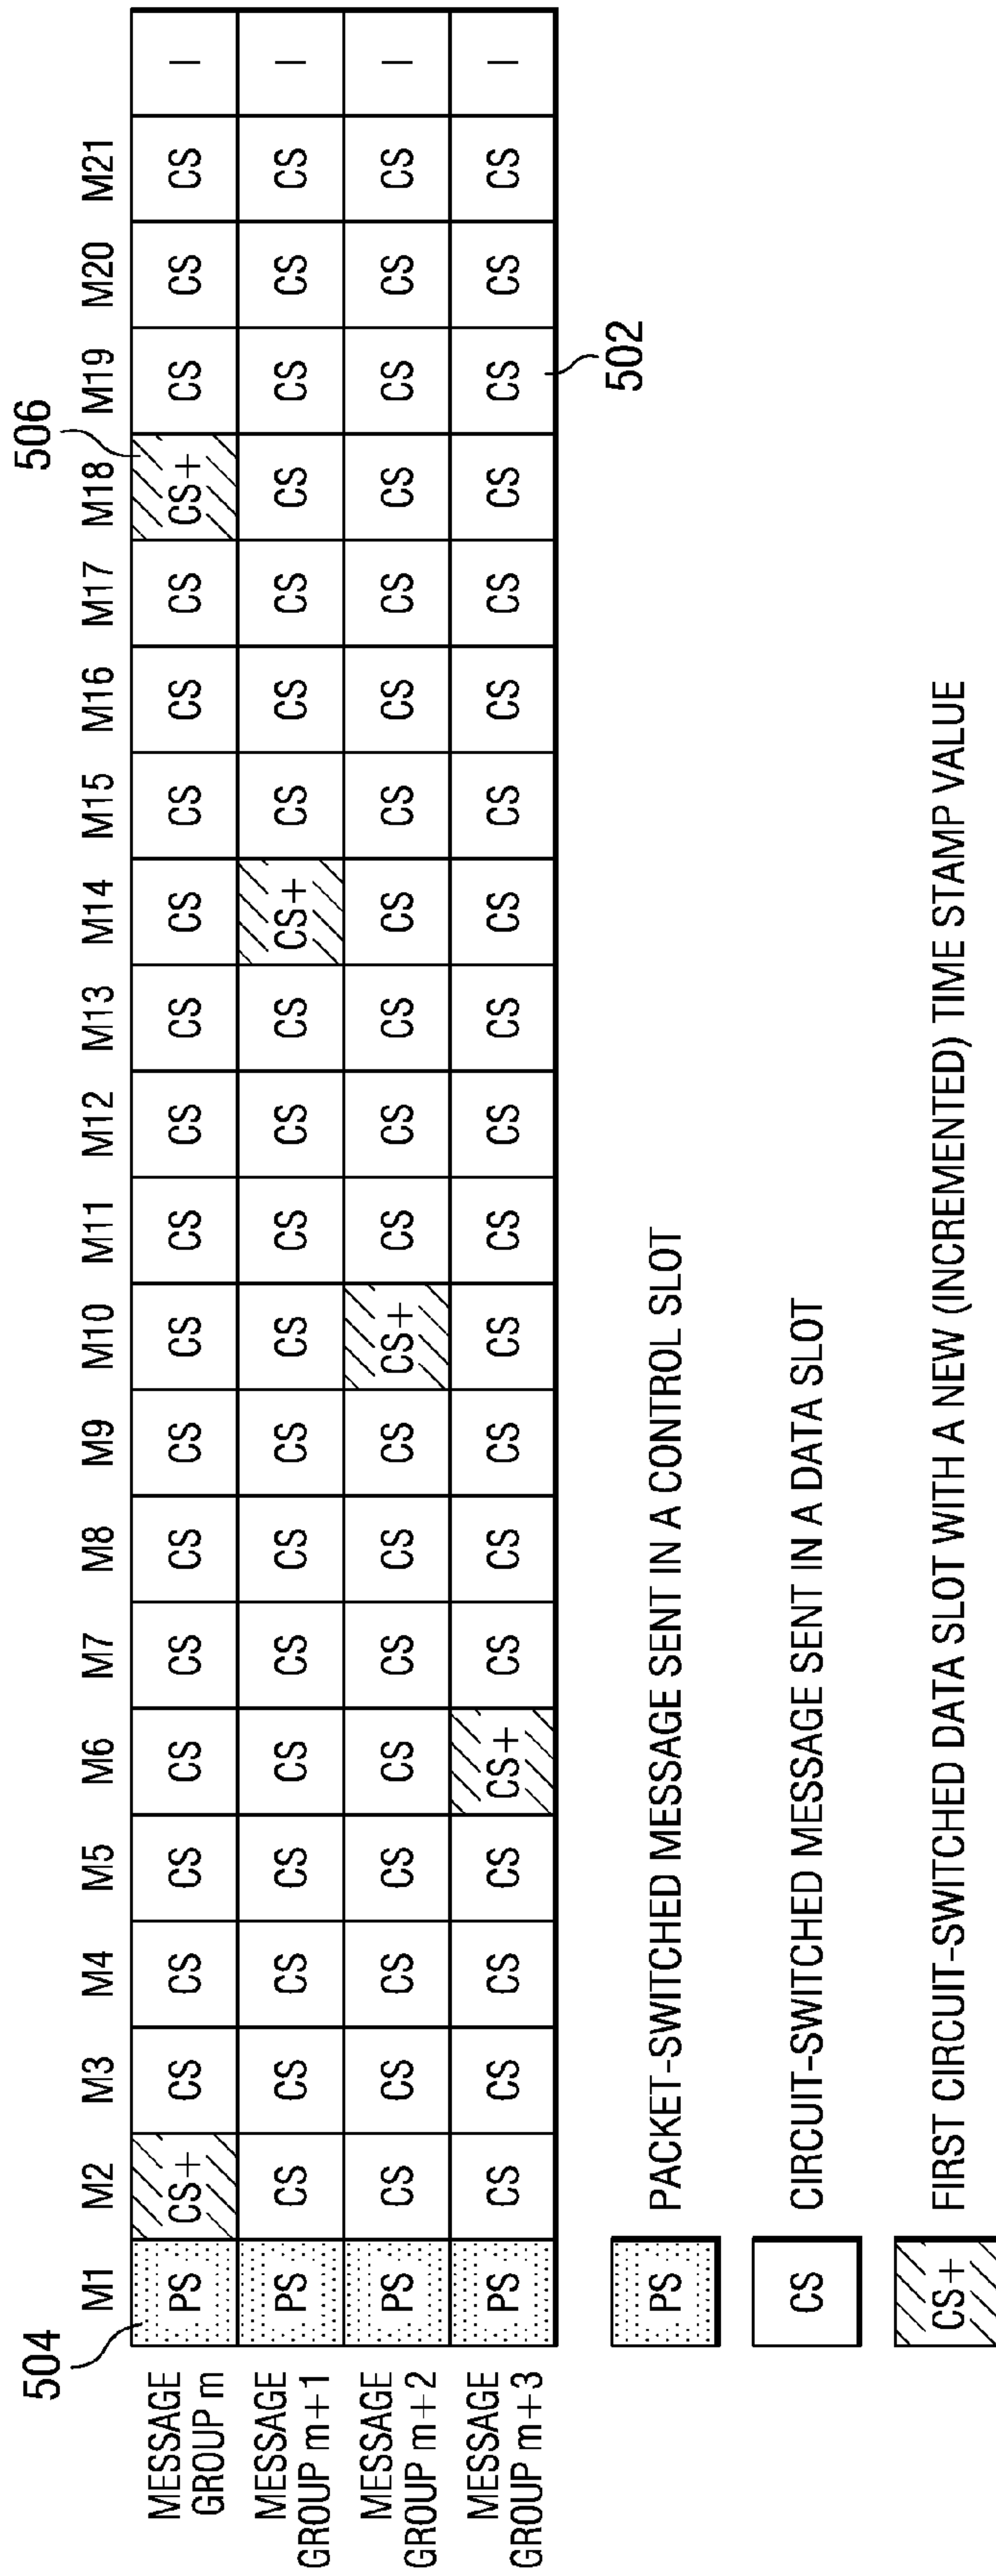 506
504
M1 M2 M3 M4 M5 M6 M7 M8 M9 M10 M11 M12 M13 M14 M15 M16 M17 M18 M19 M20 M21
MESSAGE
GROUP m
PS CS+ CS CS CS CS CS CS CS CS CS CS CS CS CS CS CS CS+ CS CS CS I
MESSAGE
GROUP m+1
PS CS CS CS CS CS CS CS CS CS CS CS CS CS+ CS CS CS CS CS CS CS I
MESSAGE
GROUP m+2
PS CS CS CS CS CS CS CS CS CS+ CS CS CS CS CS CS CS CS CS CS CS I
MESSAGE
GROUP m+3
PS CS CS CS CS CS+ CS CS CS CS CS CS CS CS CS CS CS CS CS CS CS I
502
PS PACKET-SWITCHED MESSAGE SENT IN A CONTROL SLOT
CS CIRCUIT-SWITCHED MESSAGE SENT IN A DATA SLOT
CS+ FIRST CIRCUIT-SWITCHED DATA SLOT WITH A NEW (INCREMENTED) TIME STAMP VALUE